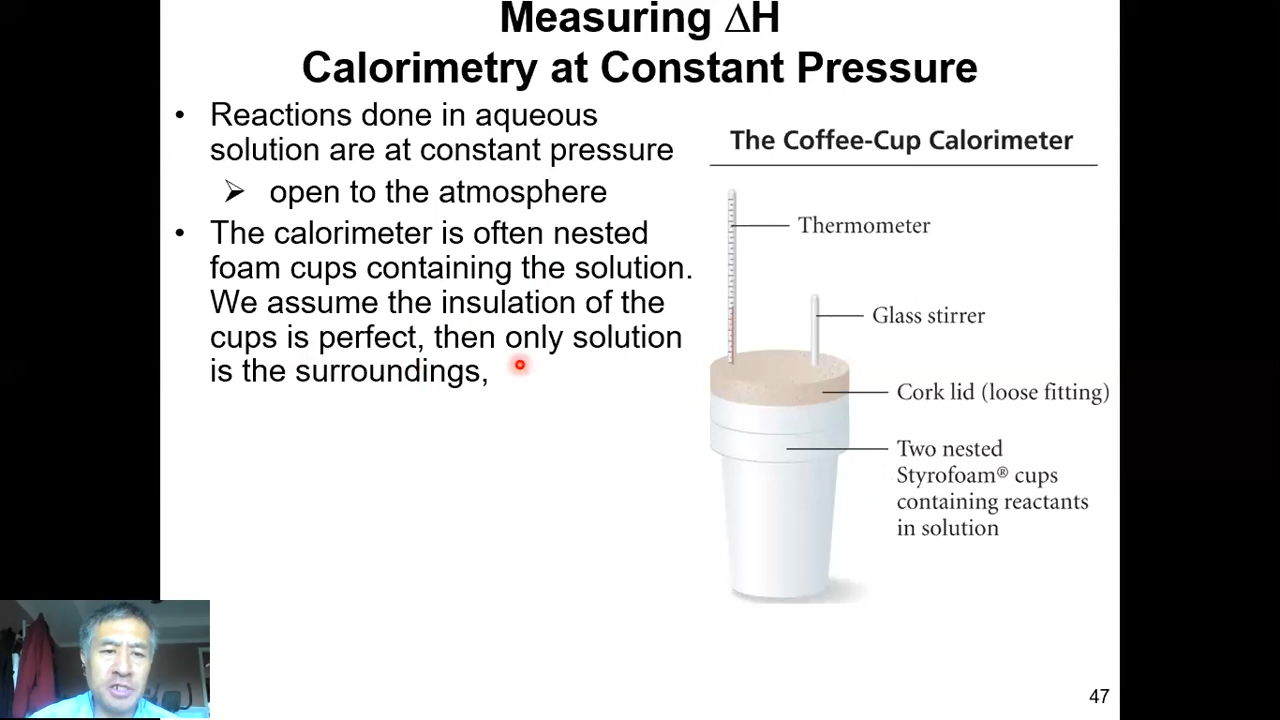 Measuring ΔH
Calorimetry at Constant Pressure
• Reactions done in aqueous
solution are at constant pressure
➢ open to the atmosphere
• The calorimeter is often nested
foam cups containing the solution.
We assume the insulation of the
cups is perfect, then only solution
is the surroundings,
The Coffee-Cup Calorimeter
Thermometer
Glass stirrer
Cork lid (loose fitting)
Two nested
Styrofoam® cups
containing reactants
in solution
47